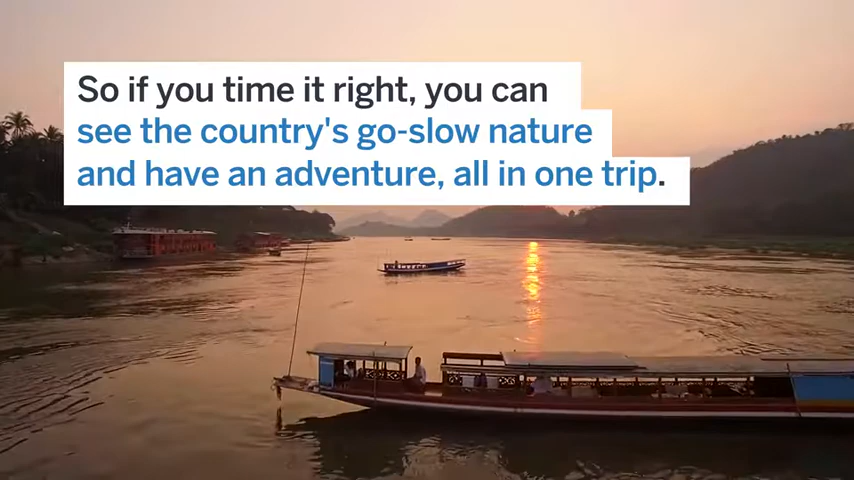 So if you time it right, you can
see the country's go-slow nature
and have an adventure, all in one trip.